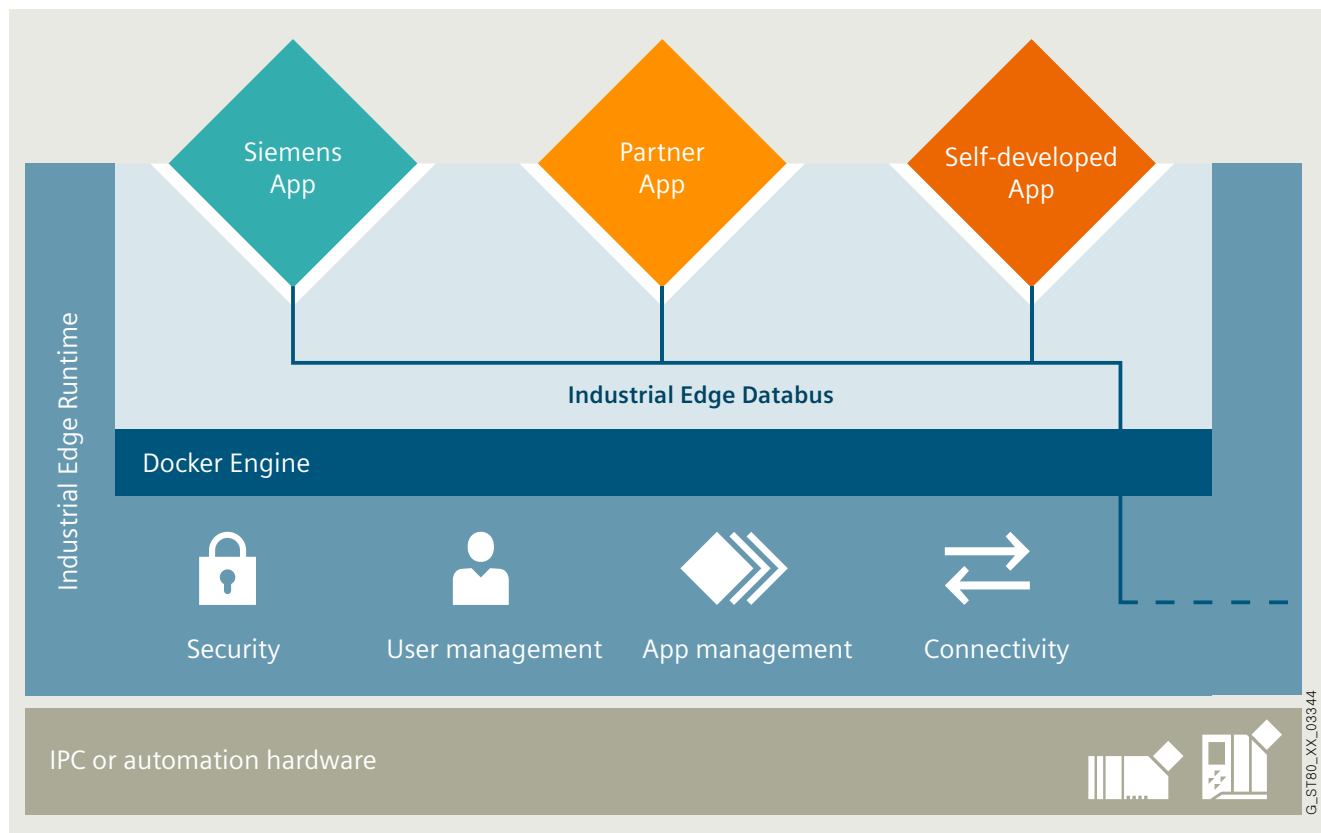 Siemens
App
Partner
App
Self-developed
App
Industrial Edge Runtime
Industrial Edge Databus
Docker Engine
Security
User management
App management
Connectivity
IPC or automation hardware
G_ST80_XX_03344